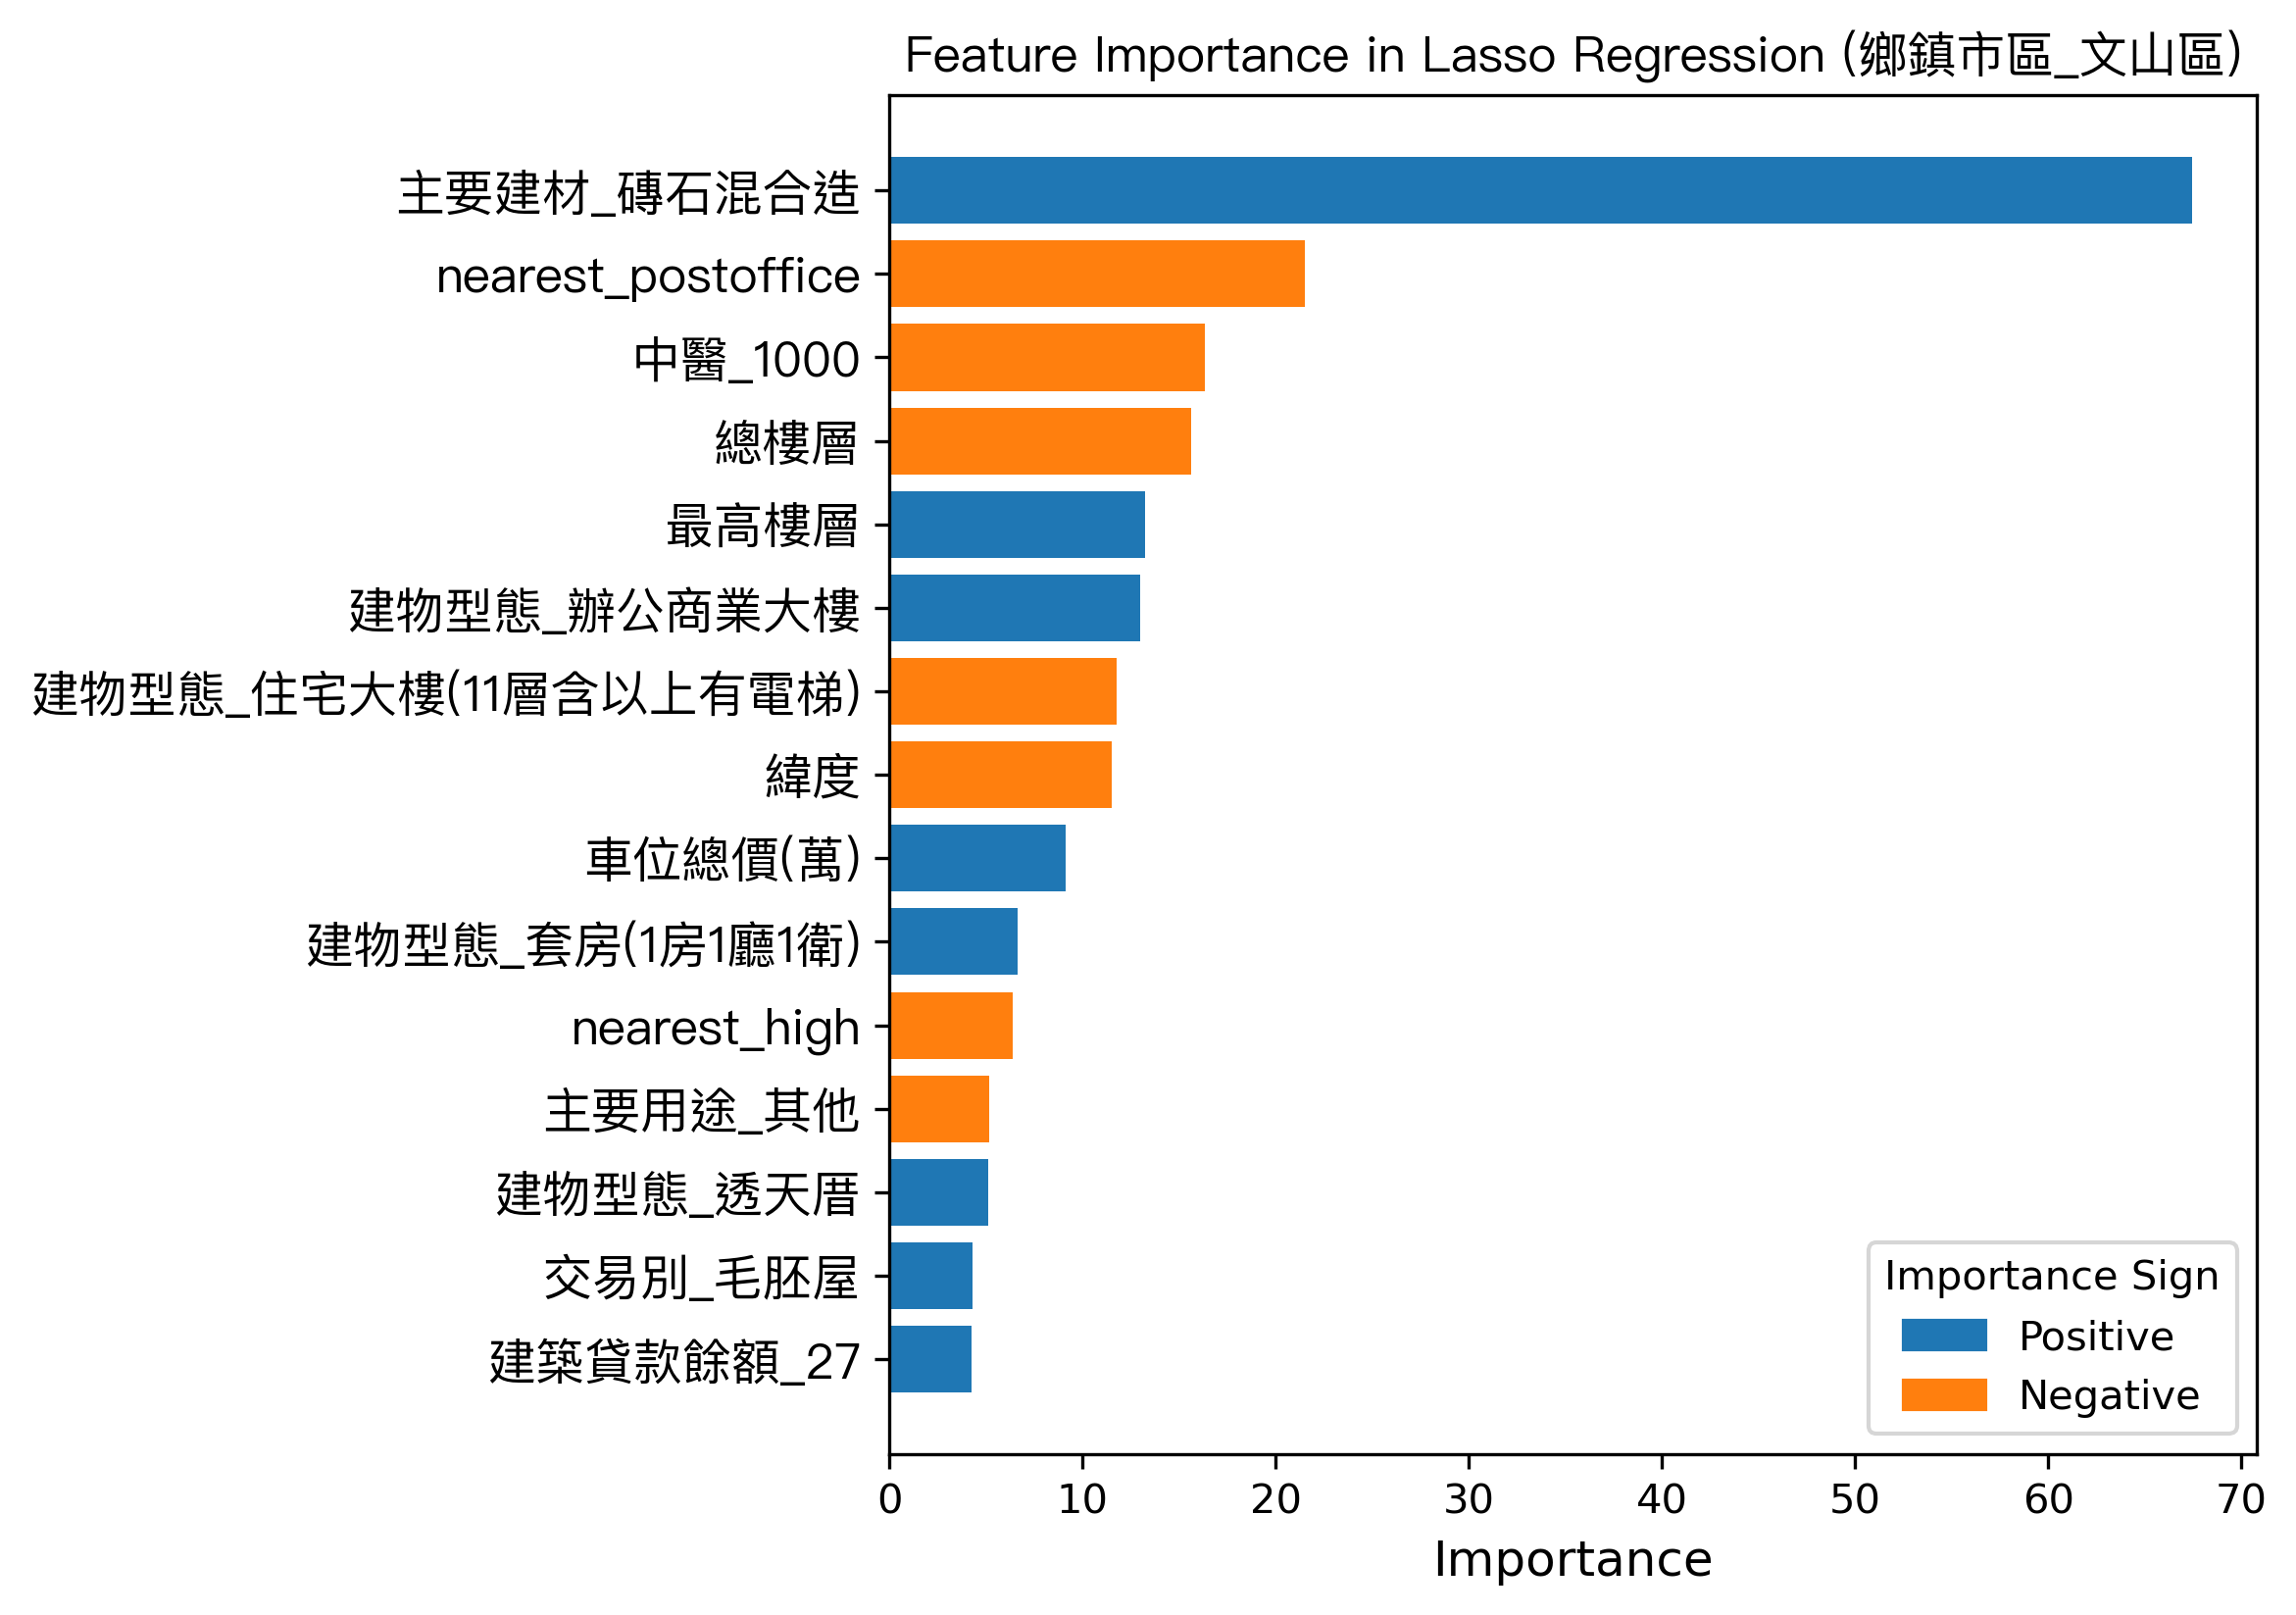 Feature Importance in Lasso Regression (鄉鎮市區_文山區)
主要建材_磚石混合造
nearest_postoffice
中醫_1000
總樓層
最高樓層
建物型態_辦公商業大樓
建物型態_住宅大樓(11層含以上有電梯)
緯度
車位總價(萬)
建物型態_套房(1房1廳1衛)
nearest_high
主要用途_其他
建物型態_透天厝
交易別_毛胚屋
建築貸款餘額_27
Importance Sign
Positive
Negative
0 10 20 30 40 50 60 70
Importance